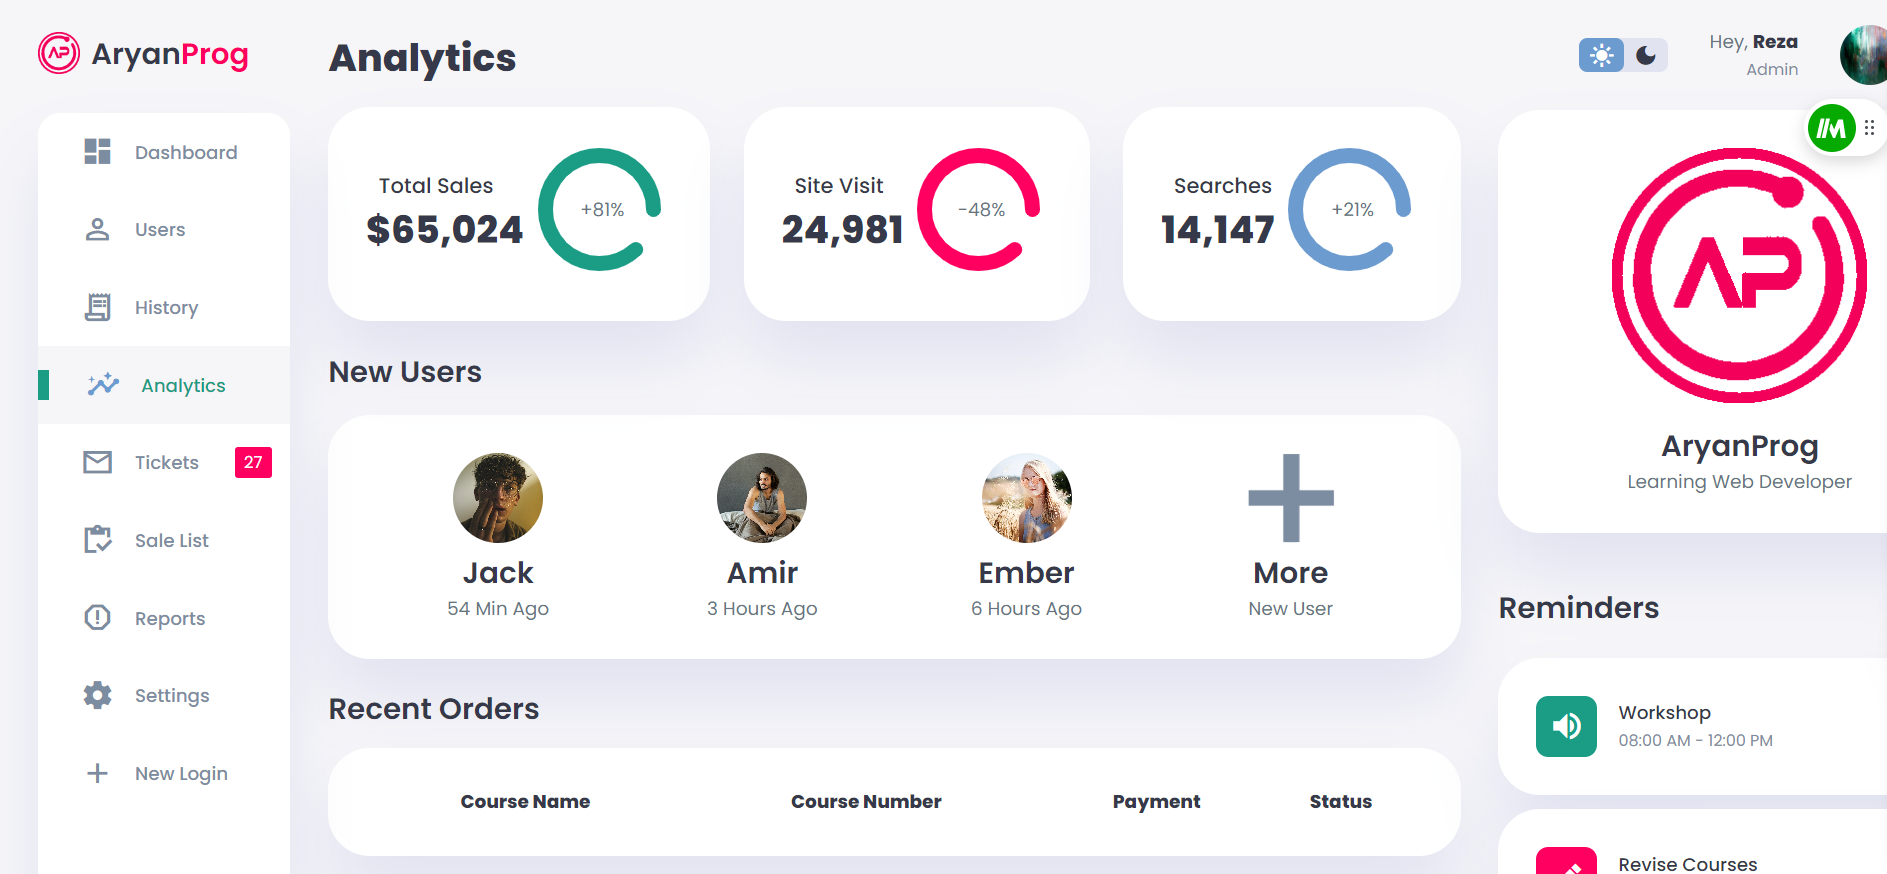 AryanProg
Analytics
Hey, Reza
Admin
Dashboard
Users
History
Analytics
Tickets 27
Sale List
Reports
Settings
New Login
Total Sales
$65,024
+81%
Site Visit
24,981
-48%
Searches
14,147
+21%
New Users
Jack
54 Min Ago
Amir
3 Hours Ago
Ember
6 Hours Ago
More
New User
Recent Orders
Course Name Course Number Payment Status
AP
AryanProg
Learning Web Developer
Reminders
Workshop
08:00 AM - 12:00 PM
Revise Courses